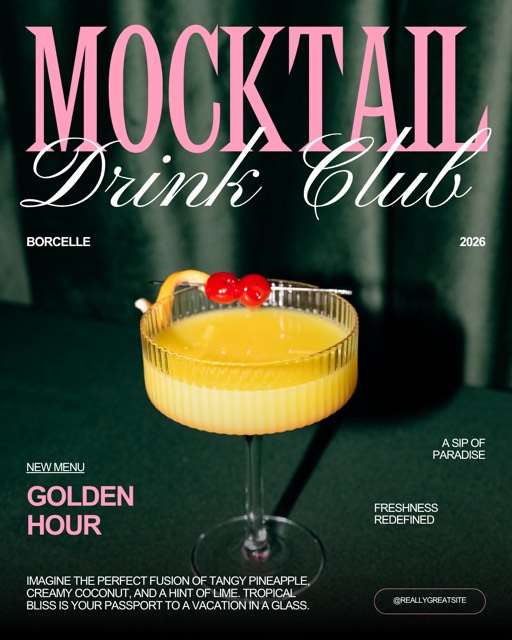 MOCKTAIL
Drink Club
BORCELLE
2026
A SIP OF
PARADISE
NEW MENU
GOLDEN
HOUR
FRESHNESS
REDEFINED
IMAGINE THE PERFECT FUSION OF TANGY PINEAPPLE,
CREAMY COCONUT, AND A HINT OF LIME. TROPICAL
BLISS IS YOUR PASSPORT TO A VACATION IN A GLASS.
@REALLYGREATSITE